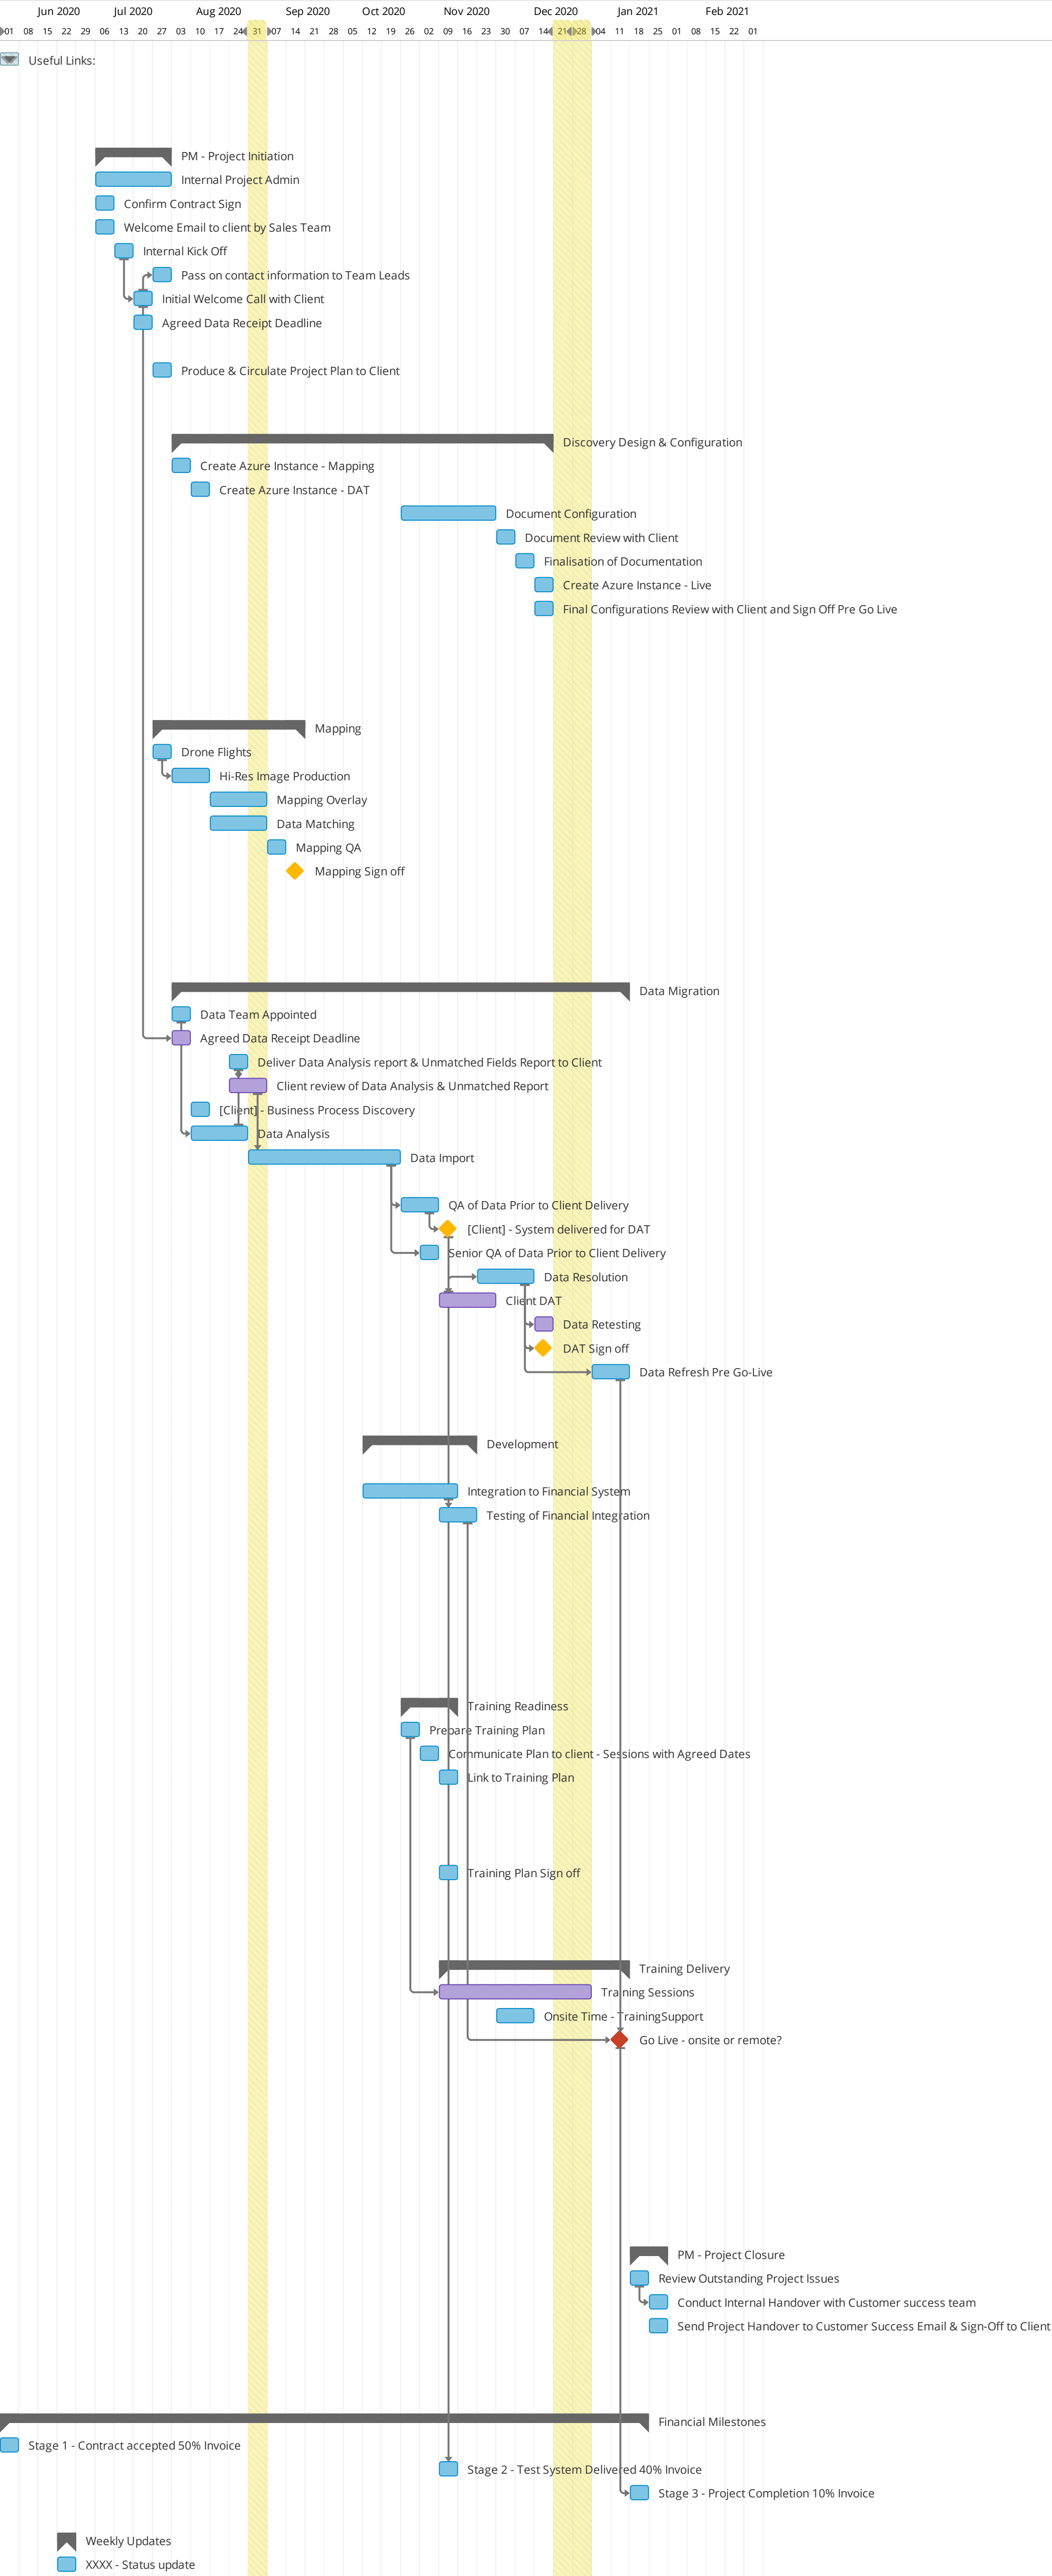 Jun 2020 Jul 2020 Aug 2020 Sep 2020 Oct 2020 Nov 2020 Dec 2020 Jan 2021 Feb 2021
01 08 15 22 29 06 13 20 27 03 10 17 24 31 07 14 21 28 05 12 19 26 02 09 16 23 30 07 14 21 28 04 11 18 25 01 08 15 22 01
Useful Links:
PM - Project Initiation
Internal Project Admin
Confirm Contract Sign
Welcome Email to client by Sales Team
Internal Kick Off
Pass on contact information to Team Leads
Initial Welcome Call with Client
Agreed Data Receipt Deadline
Produce & Circulate Project Plan to Client
Discovery Design & Configuration
Create Azure Instance - Mapping
Create Azure Instance - DAT
Document Configuration
Document Review with Client
Finalisation of Documentation
Create Azure Instance - Live
Final Configurations Review with Client and Sign Off Pre Go Live
Mapping
Drone Flights
Hi-Res Image Production
Mapping Overlay
Data Matching
Mapping QA
Mapping Sign off
Data Migration
Data Team Appointed
Agreed Data Receipt Deadline
Deliver Data Analysis report & Unmatched Fields Report to Client
Client review of Data Analysis & Unmatched Report
[Client] - Business Process Discovery
Data Analysis
Data Import
QA of Data Prior to Client Delivery
[Client] - System delivered for DAT
Senior QA of Data Prior to Client Delivery
Data Resolution
Client DAT
Data Retesting
DAT Sign off
Data Refresh Pre Go-Live
Development
Integration to Financial System
Testing of Financial Integration
Training Readiness
Prepare Training Plan
Communicate Plan to client - Sessions with Agreed Dates
Link to Training Plan
Training Plan Sign off
Training Delivery
Training Sessions
Onsite Time - TrainingSupport
Go Live - onsite or remote?
PM - Project Closure
Review Outstanding Project Issues
Conduct Internal Handover with Customer success team
Send Project Handover to Customer Success Email & Sign-Off to Client
Financial Milestones
Stage 1 - Contract accepted 50% Invoice
Stage 2 - Test System Delivered 40% Invoice
Stage 3 - Project Completion 10% Invoice
Weekly Updates
XXXX - Status update